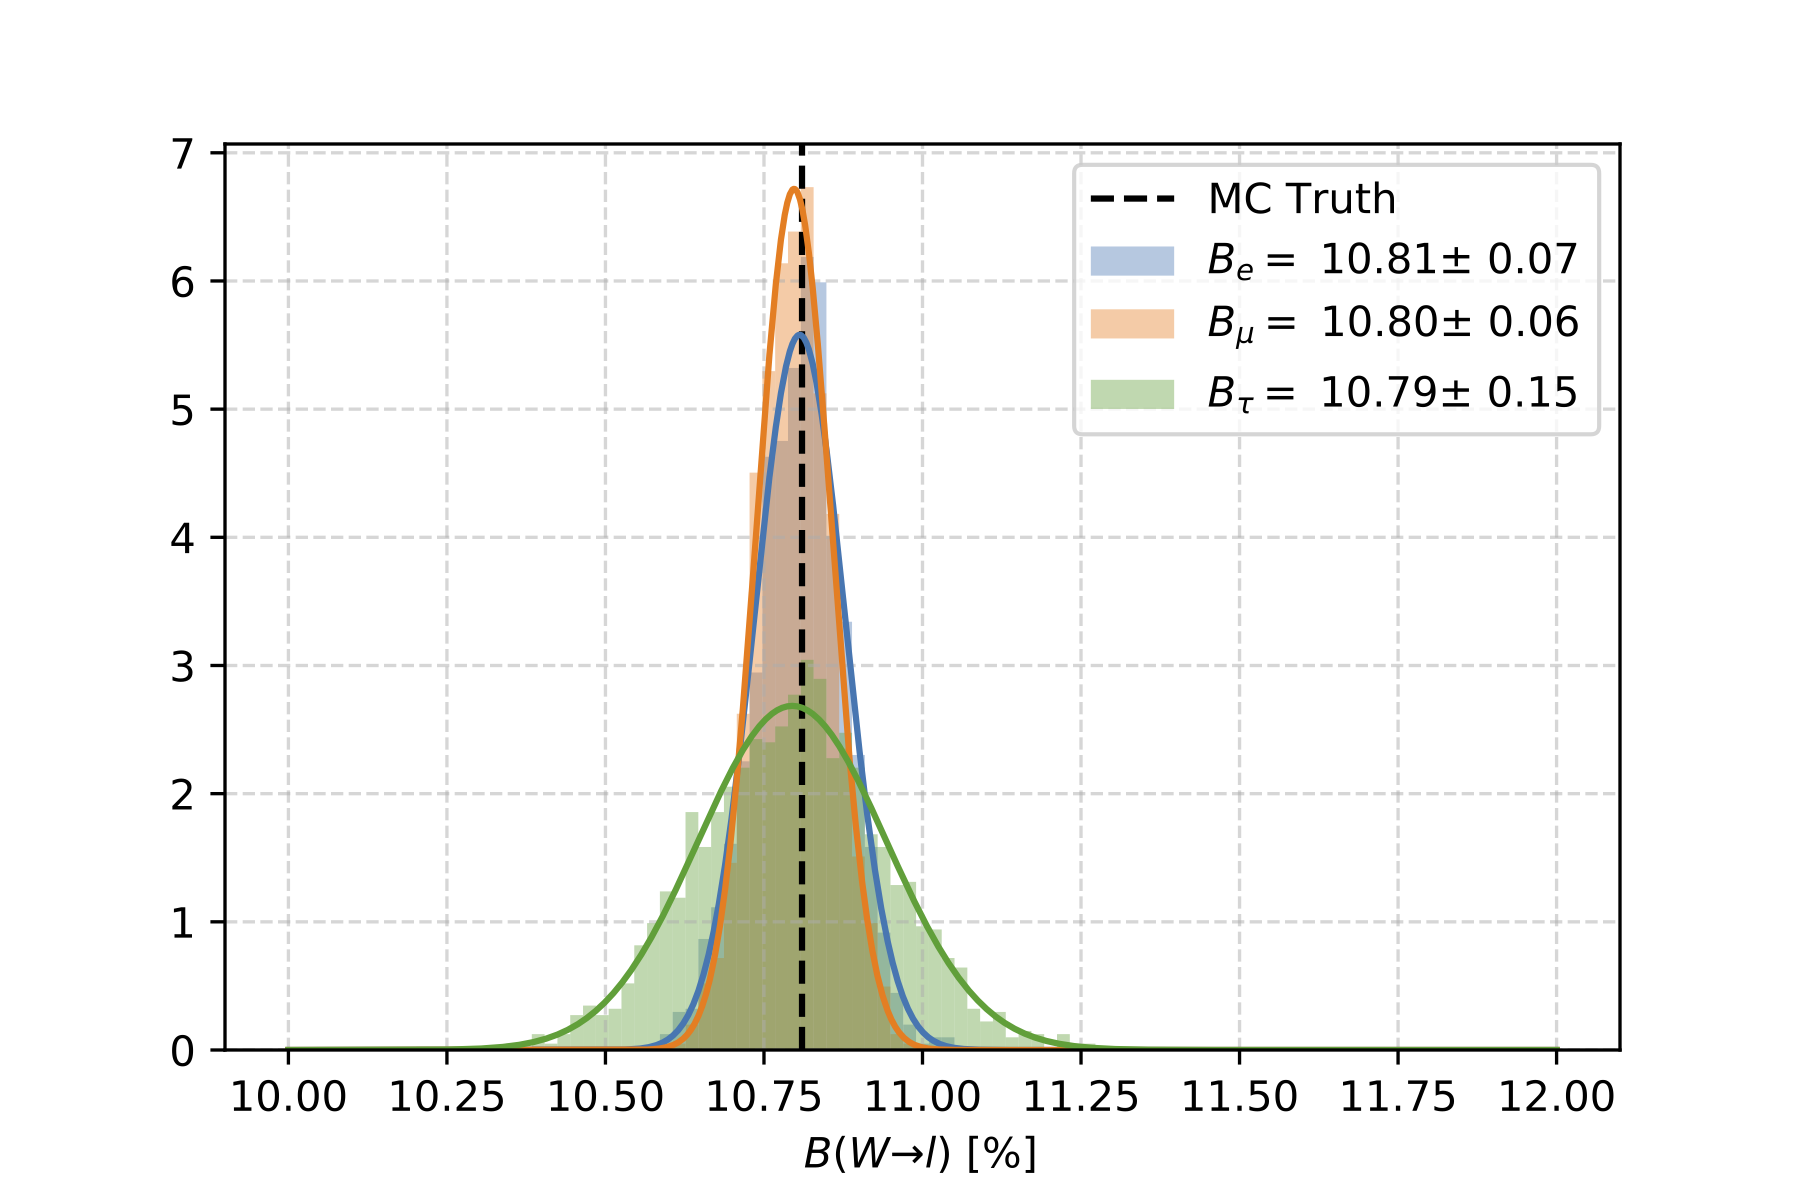 7
6
5
4
3
2
1
0
10.00 10.25 10.50 10.75 11.00 11.25 11.50 11.75 12.00
B(W→l) [%]
MC Truth
B_e = 10.81± 0.07
B_μ = 10.80± 0.06
B_τ = 10.79± 0.15